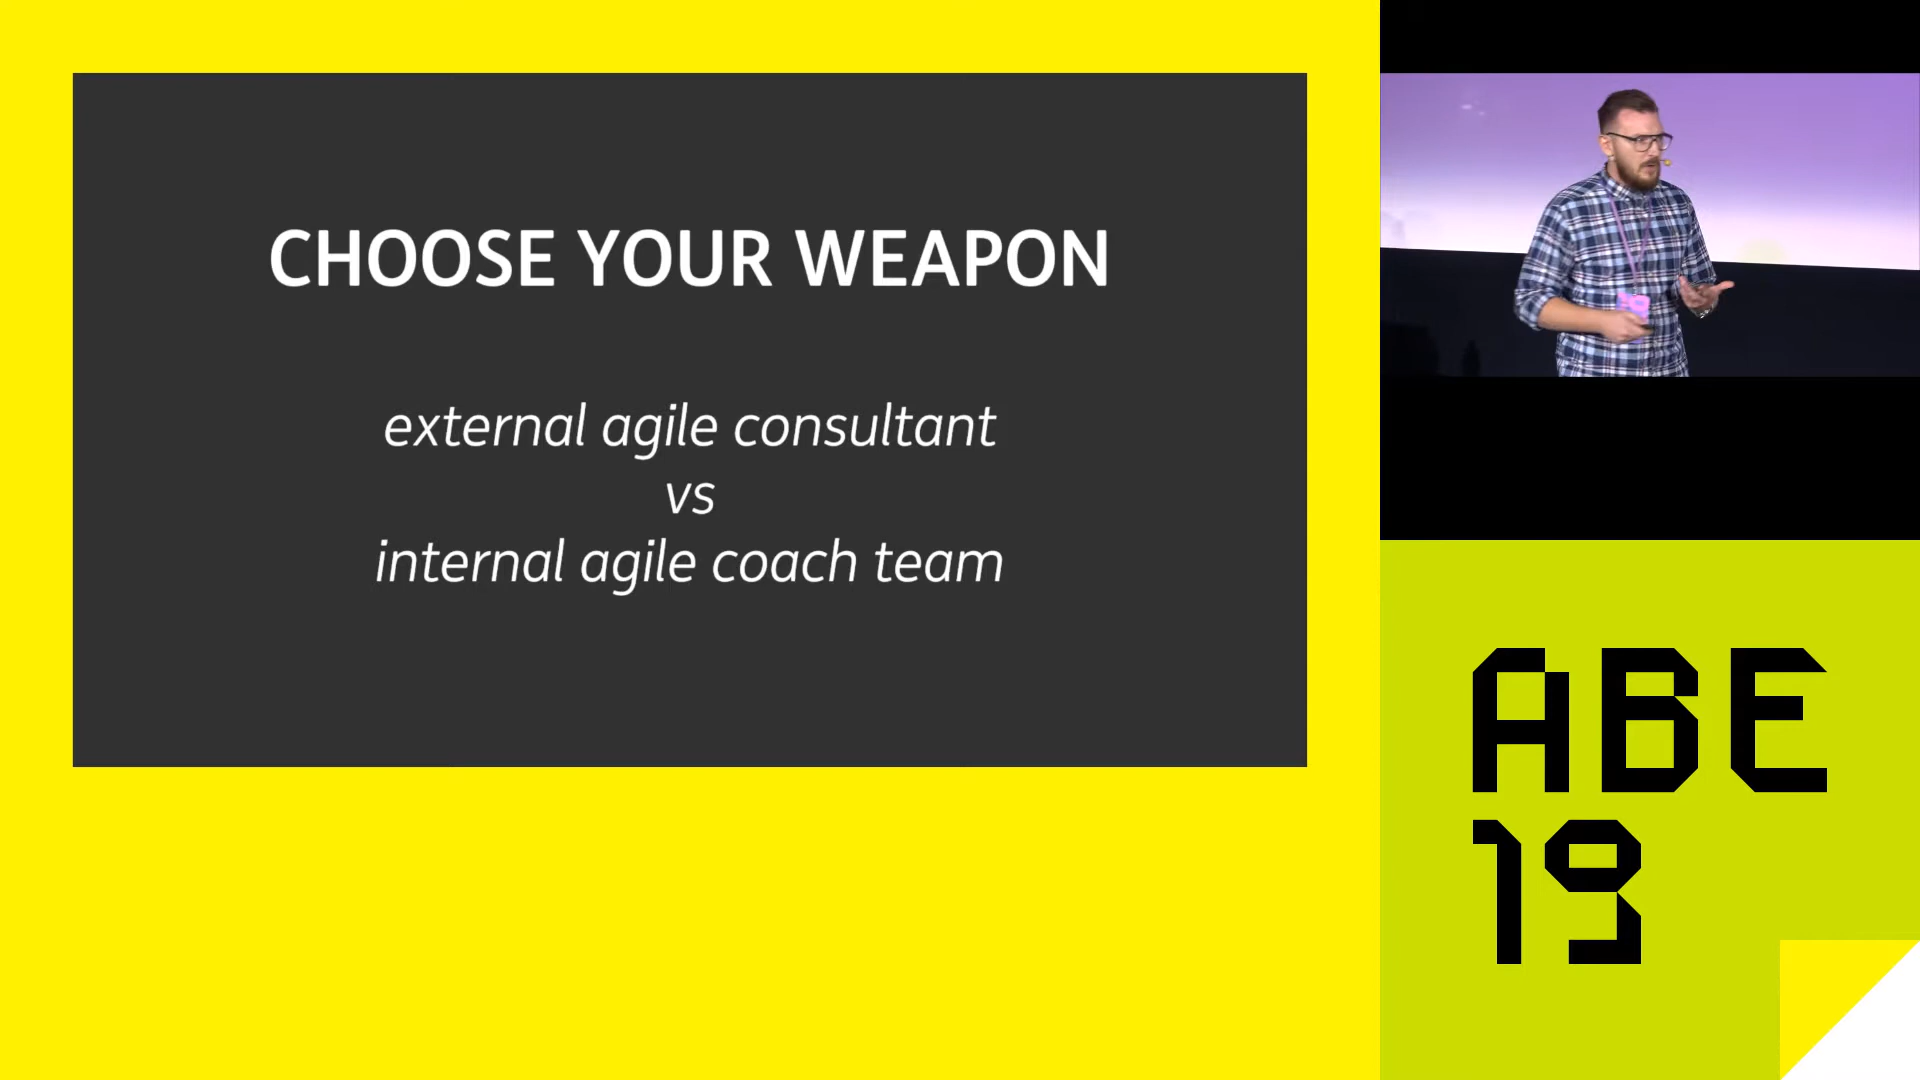 CHOOSE YOUR WEAPON
external agile consultant
vs
internal agile coach team
ABE
19